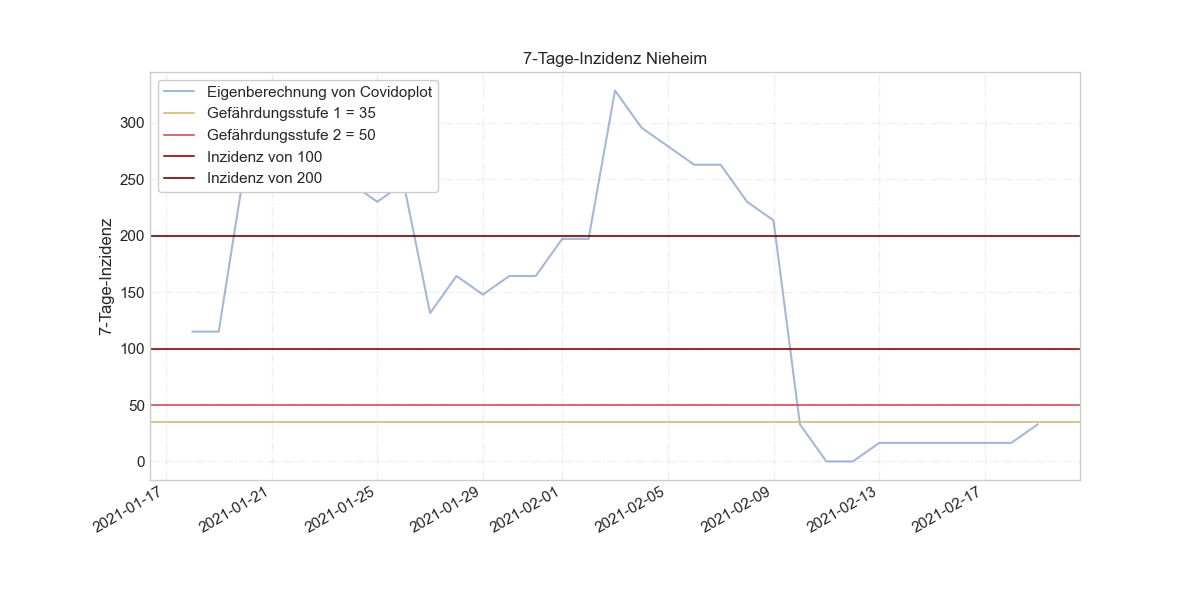 7-Tage-Inzidenz Nieheim
Eigenberechnung von Covidoplot
Gefährdungsstufe 1 = 35
Gefährdungsstufe 2 = 50
Inzidenz von 100
Inzidenz von 200
7-Tage-Inzidenz
300
250
200
150
100
50
0
2021-01-17
2021-01-21
2021-01-25
2021-01-29
2021-02-01
2021-02-05
2021-02-09
2021-02-13
2021-02-17